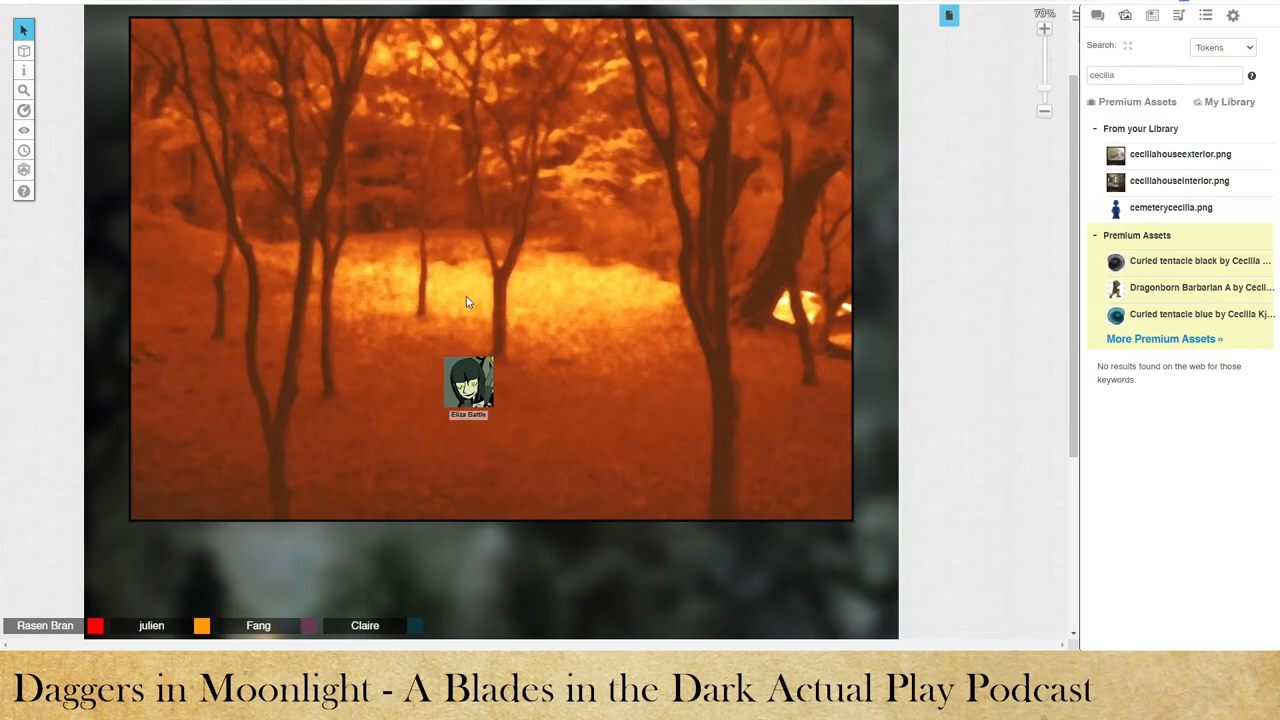 70%
Search:
Tokens
cecilia
Premium Assets
My Library
From your Library
ceciliahouseexterior.png
ceciliahouseinterior.png
cemeterycecilia.png
Premium Assets
Curled tentacle black by Cecilia ...
Dragonborn Barbarian A by Cecil...
Curled tentacle blue by Cecilia Kj...
More Premium Assets »
No results found on the web for those
keywords.
Eliza Battle
Rasen Bran
julien
Fang
Claire
Daggers in Moonlight - A Blades in the Dark Actual Play Podcast